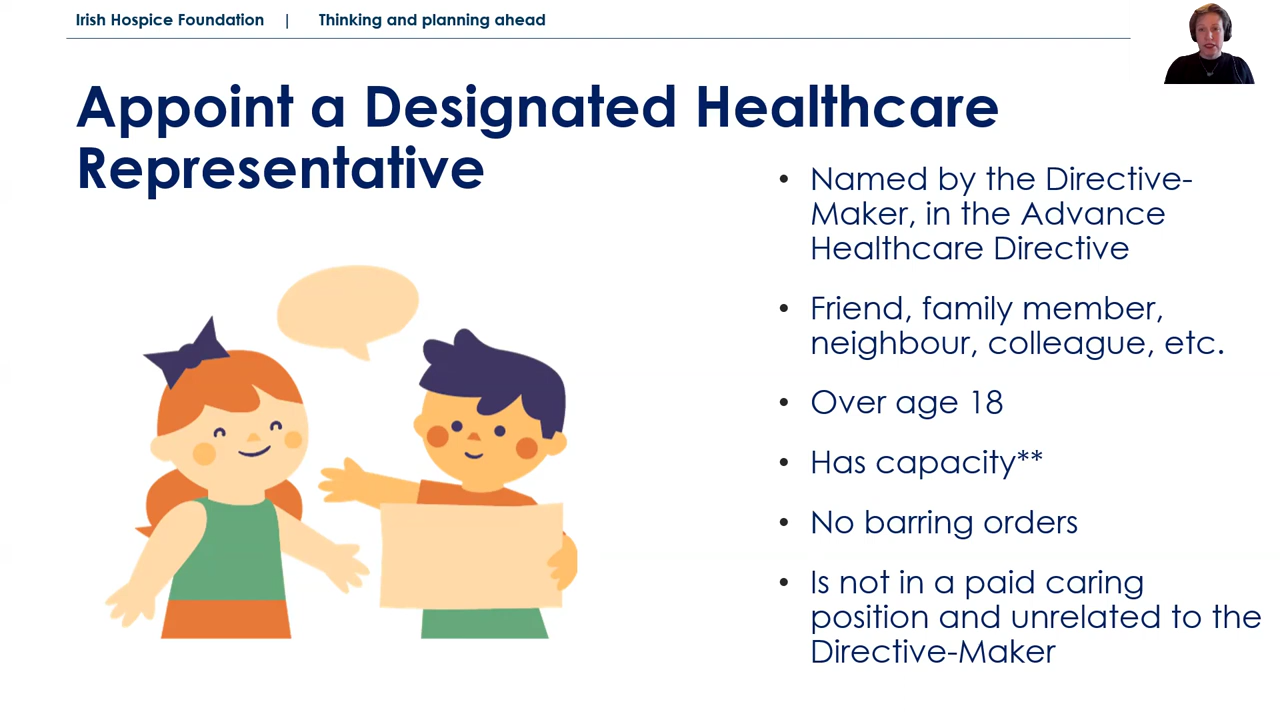 Irish Hospice Foundation | Thinking and planning ahead
Appoint a Designated Healthcare
Representative
• Named by the Directive-
Maker, in the Advance
Healthcare Directive
• Friend, family member,
neighbour, colleague, etc.
• Over age 18
• Has capacity**
• No barring orders
• Is not in a paid caring
position and unrelated to the
Directive-Maker